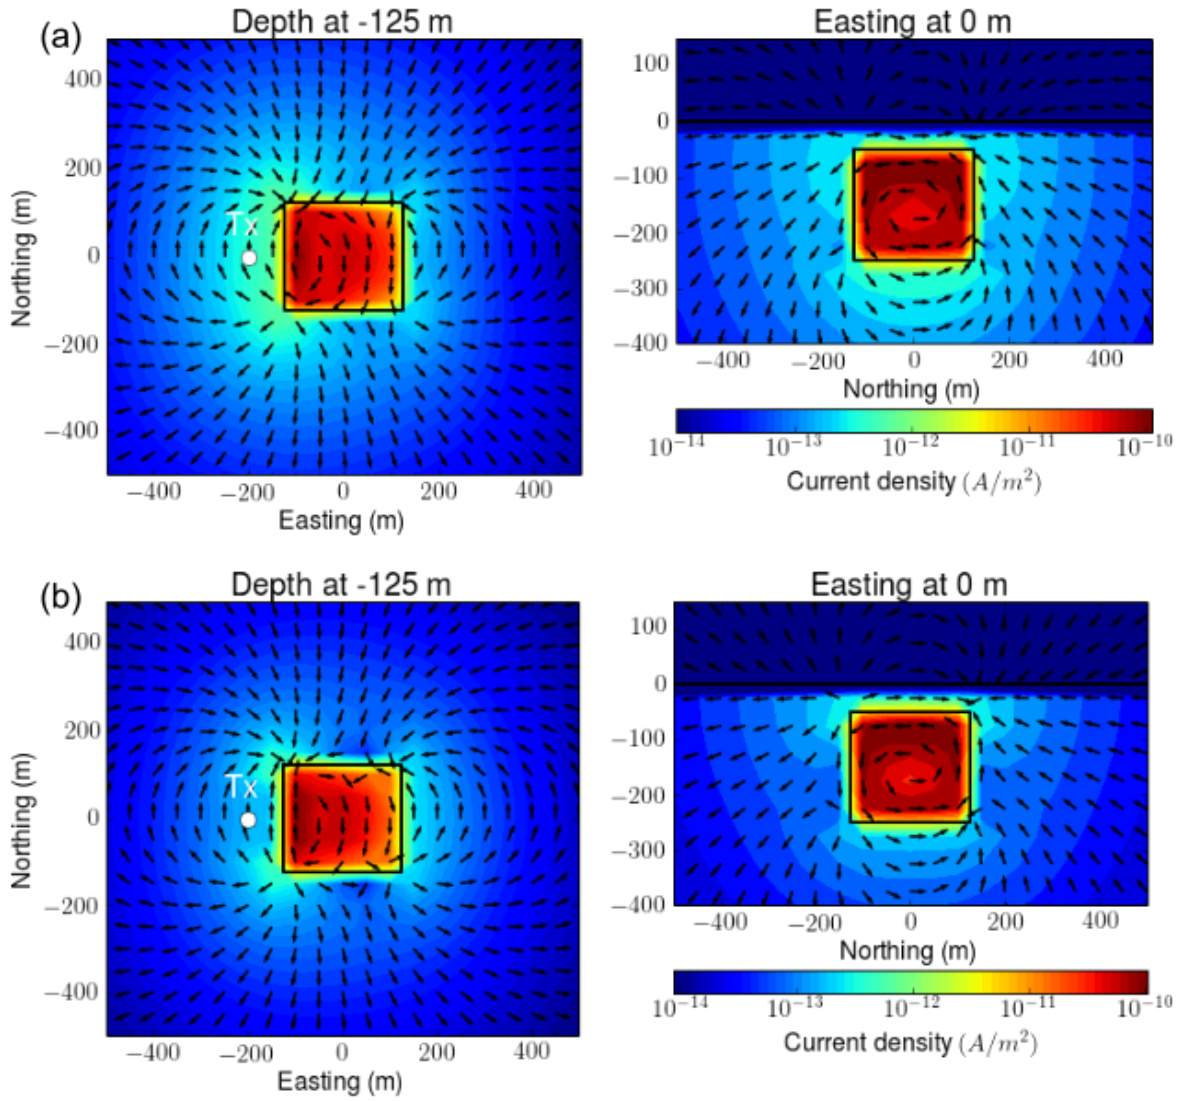 (a)
Depth at -125 m
Easting at 0 m
400
200
0
−200
−400
Northing (m)
Tx
−400 −200 0 200 400
Easting (m)
100
0
−100
−200
−300
−400
−400 −200 0 200 400
Northing (m)
10^{-14} 10^{-13} 10^{-12} 10^{-11} 10^{-10}
Current density (A/m^2)
(b)
Depth at -125 m
Easting at 0 m
400
200
0
−200
−400
Northing (m)
Tx
−400 −200 0 200 400
Easting (m)
100
0
−100
−200
−300
−400
−400 −200 0 200 400
Northing (m)
10^{-14} 10^{-13} 10^{-12} 10^{-11} 10^{-10}
Current density (A/m^2)